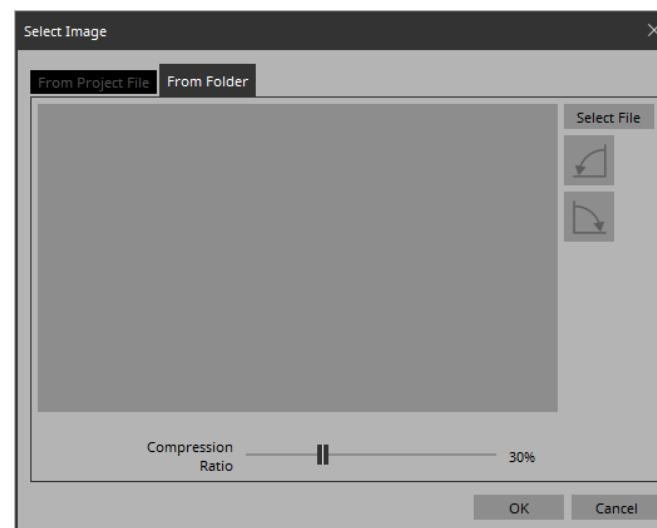 Select Image
From Project File
From Folder
Select File
Compression
Ratio
30%
OK
Cancel